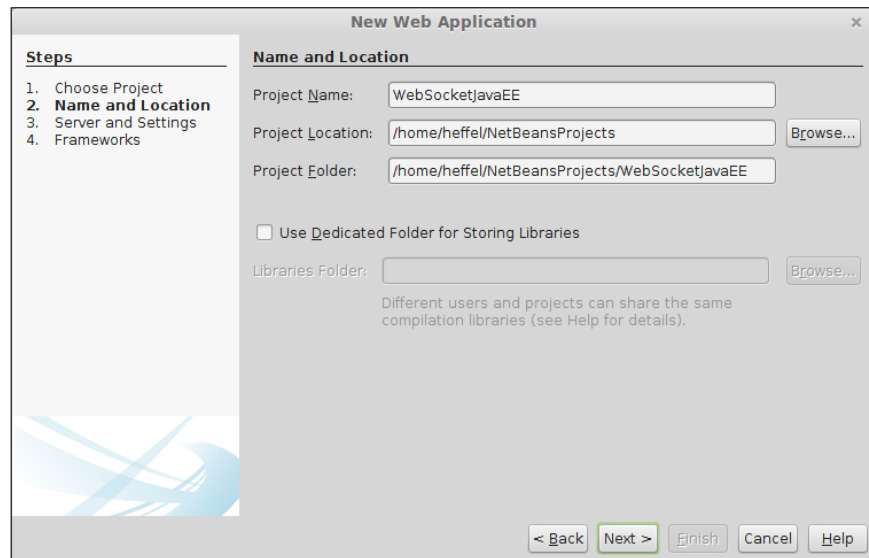 New Web Application
×
Steps
1. Choose Project
2. Name and Location
3. Server and Settings
4. Frameworks
Name and Location
Project Name: WebSocketJavaEE
Project Location: /home/heffel/NetBeansProjects Browse...
Project Folder: /home/heffel/NetBeansProjects/WebSocketJavaEE
Use Dedicated Folder for Storing Libraries
Libraries Folder: Browse...
Different users and projects can share the same
compilation libraries (see Help for details).
< Back Next > Finish Cancel Help